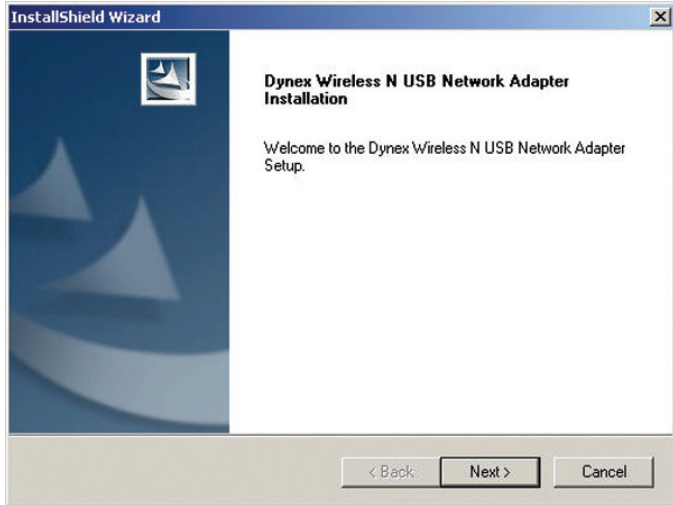 InstallShield Wizard
Dynex Wireless N USB Network Adapter
Installation
Welcome to the Dynex Wireless N USB Network Adapter
Setup.
< Back
Next >
Cancel